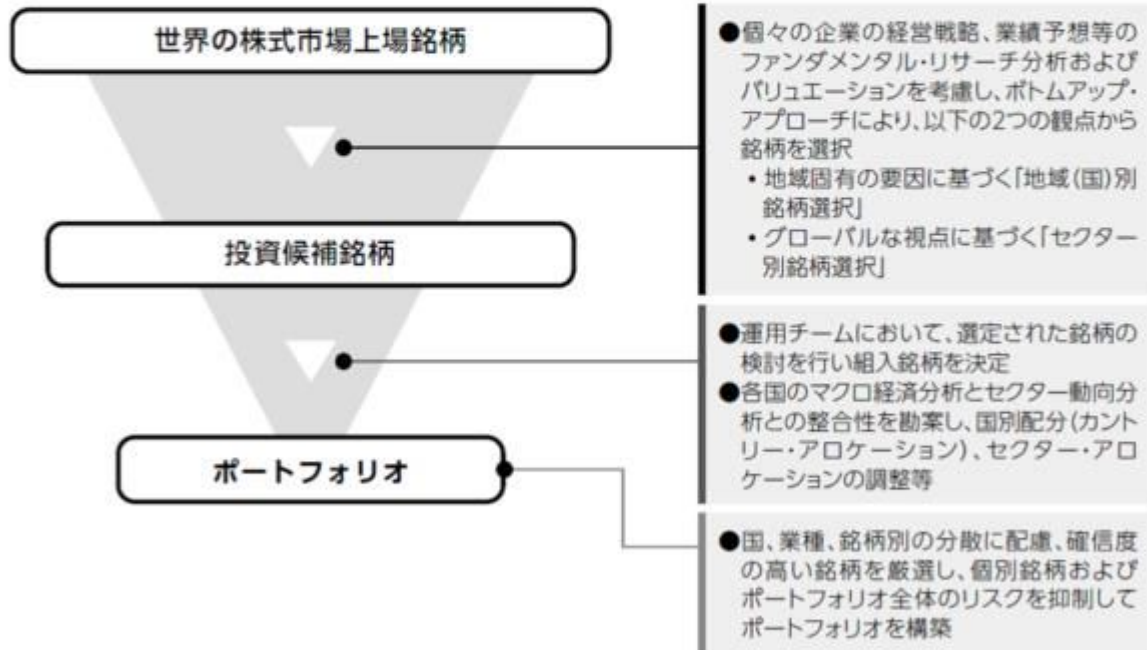 世界の株式市場上場銘柄
投資候補銘柄
ポートフォリオ
●個々の企業の経営戦略、業績予想等の
ファンダメンタル・リサーチ分析および
バリュエーションを考慮し、ボトムアップ・
アプローチにより、以下の2つの観点から
銘柄を選択
・地域固有の要因に基づく「地域(国)別
銘柄選択」
・グローバルな視点に基づく「セクター
別銘柄選択」
●運用チームにおいて、選定された銘柄の
検討を行い組入銘柄を決定
●各国のマクロ経済分析とセクター動向分
析との整合性を勘案し、国別配分(カント
リー・アロケーション)、セクター・アロ
ケーションの調整等
●国、業種、銘柄別の分散に配慮、確信度
の高い銘柄を厳選し、個別銘柄および
ポートフォリオ全体のリスクを抑制して
ポートフォリオを構築